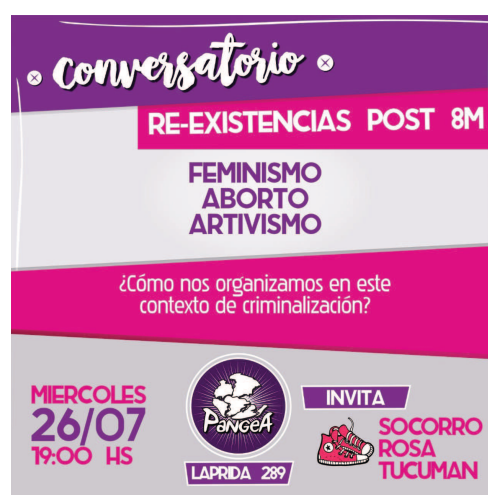 Conversatorio
RE-EXISTENCIAS POST 8M
FEMINISMO
ABORTO
ARTIVISMO
¿Cómo nos organizamos en este
contexto de criminalización?
MIERCOLES
26/07
19:00 HS
PANGEA
LAPRIDA 289
INVITA
SOCORRO
ROSA
TUCUMAN